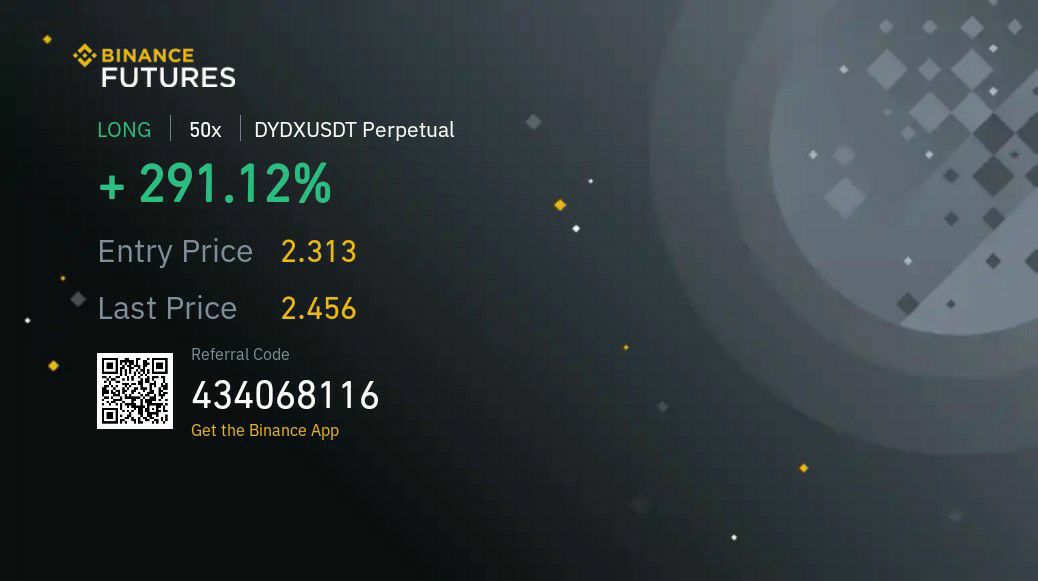 BINANCE
FUTURES
LONG | 50x | DYDXUSDT Perpetual
+ 291.12%
Entry Price 2.313
Last Price 2.456
Referral Code
434068116
Get the Binance App